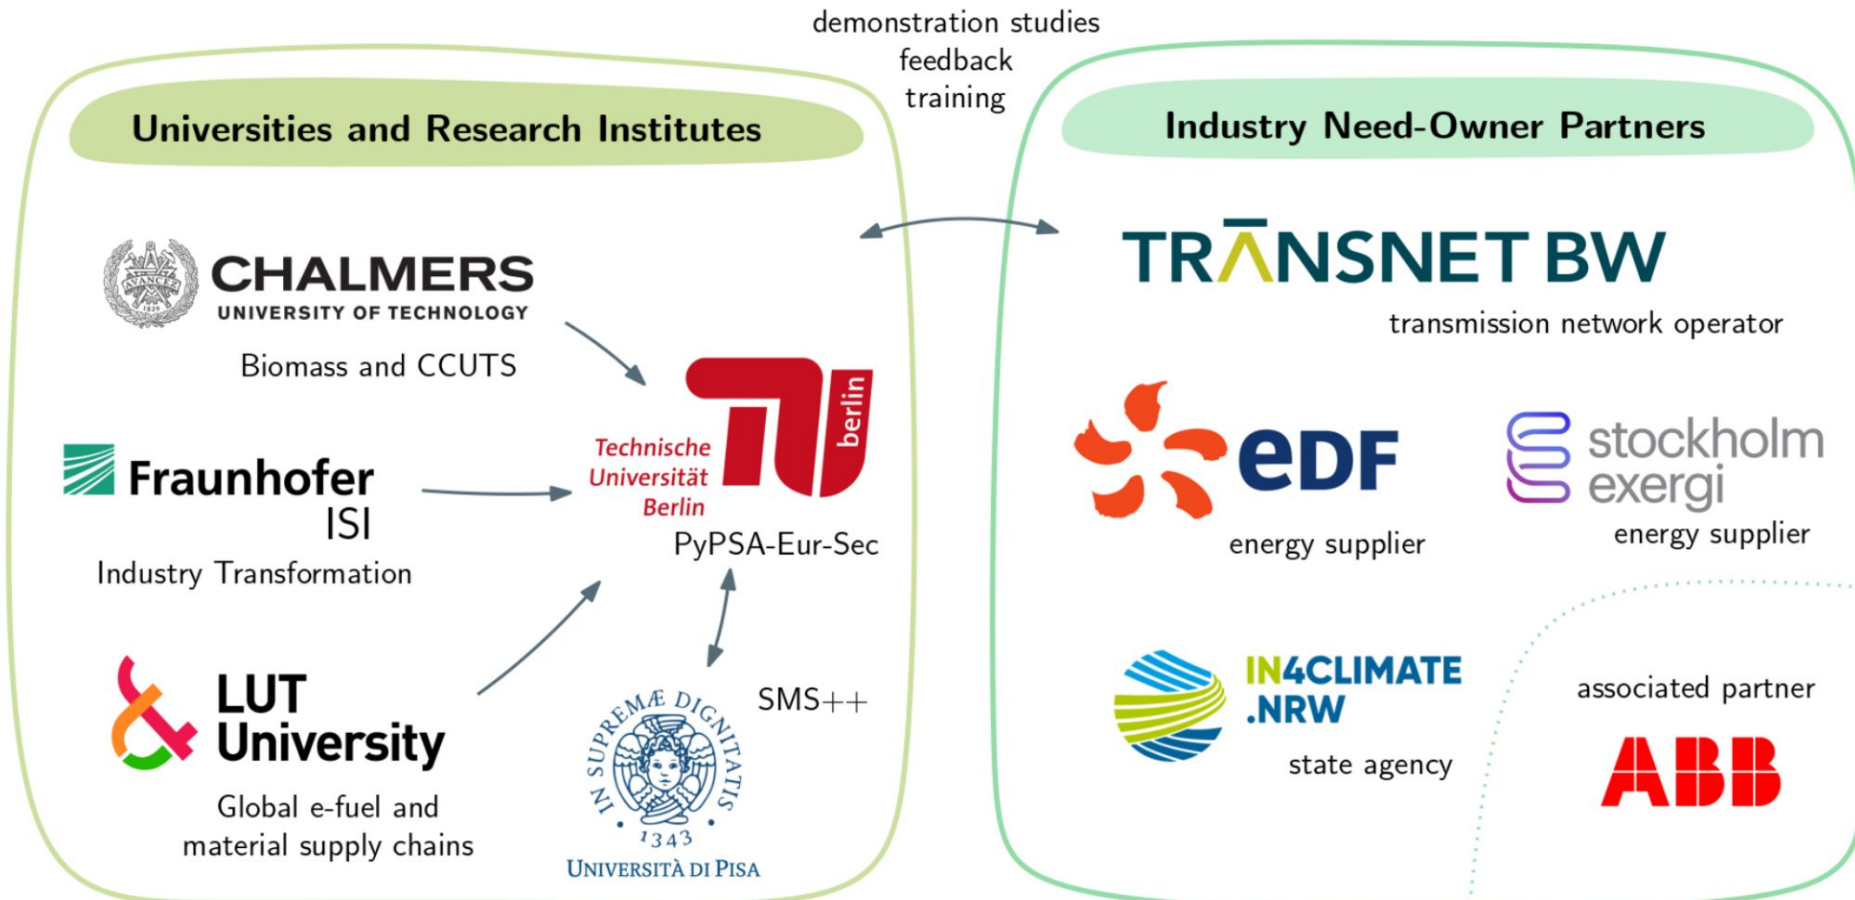 demonstration studies
feedback
training
Universities and Research Institutes
CHALMERS
UNIVERSITY OF TECHNOLOGY
AVANCEZ
1829
Biomass and CCUTS
Fraunhofer
ISI
Industry Transformation
LUT
University
Global e-fuel and
material supply chains
berlin
Technische
Universität
Berlin
PyPSA-Eur-Sec
SMS++
IN SUPREMÆ DIGNITATIS
1343
UNIVERSITÀ DI PISA
Industry Need-Owner Partners
TRANSNET BW
transmission network operator
eDF
energy supplier
stockholm
exergi
energy supplier
IN4CLIMATE
.NRW
state agency
associated partner
ABB